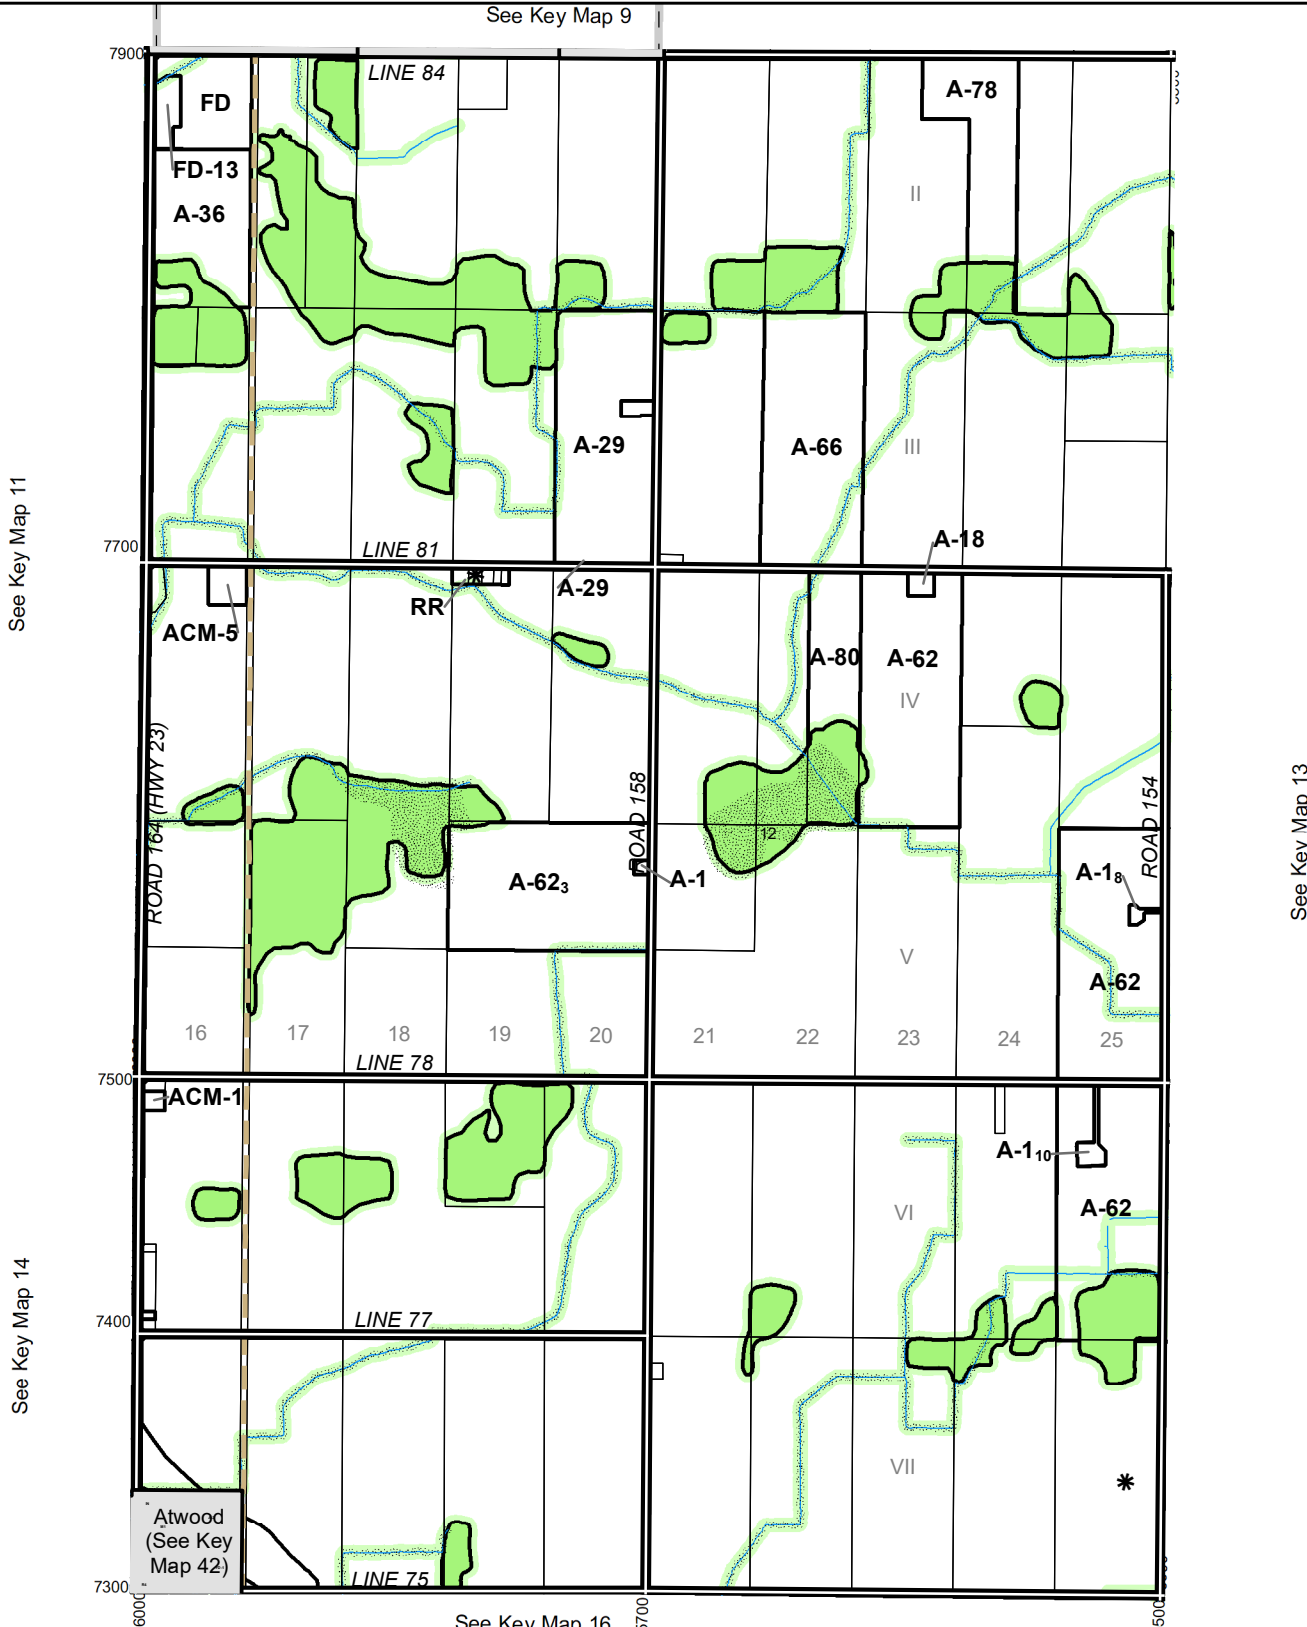 See Key Map 9
7900
LINE 84
FD
A-78
FD-13
A-36
II
A-29
A-66
III
See Key Map 11
7700
LINE 81
A-18
A-29
RR
ACM-5
A-80
A-62
IV
ROAD 164 (HWY 23)
ROAD 158
ROAD 154
See Key Map 13
12
A-62₃
A-1
A-1₈
V
A-62
16 17 18 19 20 21 22 23 24 25
LINE 78
7500
ACM-1
A-1₁₀
A-62
VI
See Key Map 14
7400
LINE 77
VII
Atwood
(See Key
Map 42)
7300
LINE 75
6000
See Key Map 16